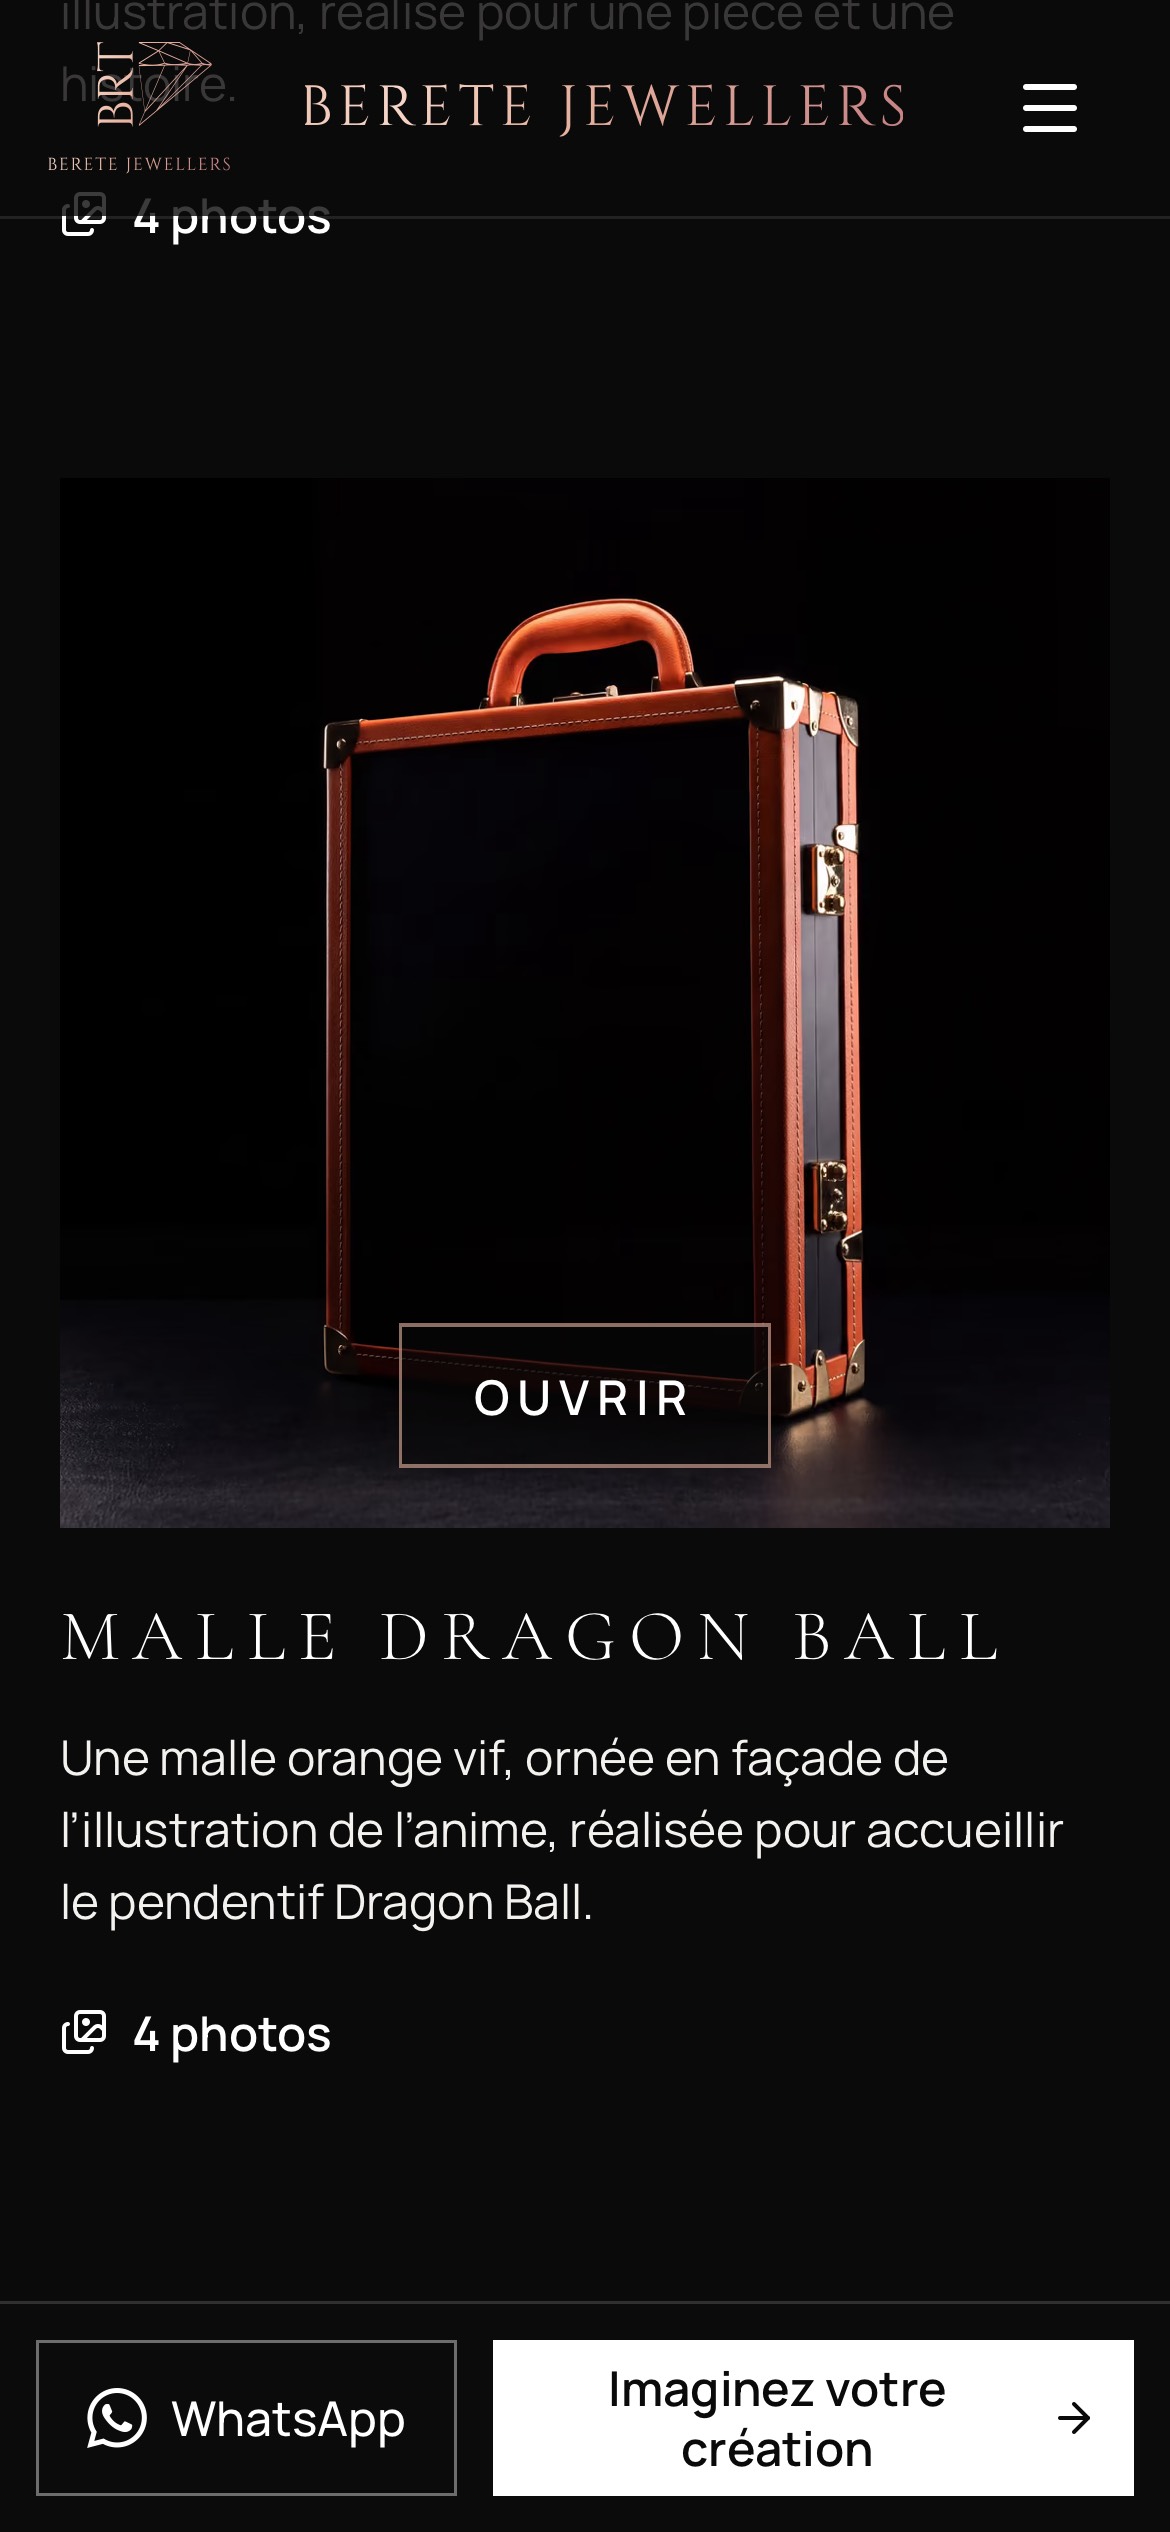 illustration, réalisé pour une pièce et une
histoire.
BRT
BERETE JEWELLERS
BERETE JEWELLERS
4 photos
OUVRIR
MALLE DRAGON BALL
Une malle orange vif, ornée en façade de
l’illustration de l’anime, réalisée pour accueillir
le pendentif Dragon Ball.
4 photos
WhatsApp
Imaginez votre
création